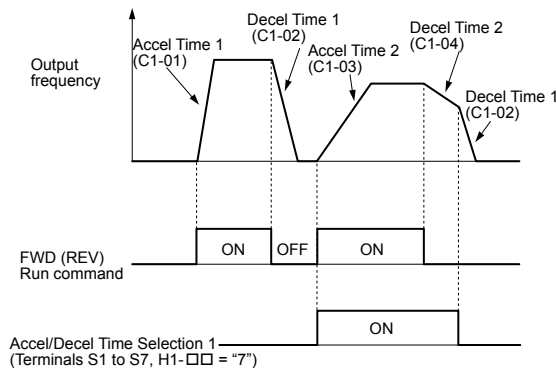 Output
frequency
Accel Time 1
(C1-01)
Decel Time 1
(C1-02)
Accel Time 2
(C1-03)
Decel Time 2
(C1-04)
Decel Time 1
(C1-02)
FWD (REV)
Run command
ON
OFF
ON
Accel/Decel Time Selection 1
(Terminals S1 to S7, H1-□□ = “7”)
ON